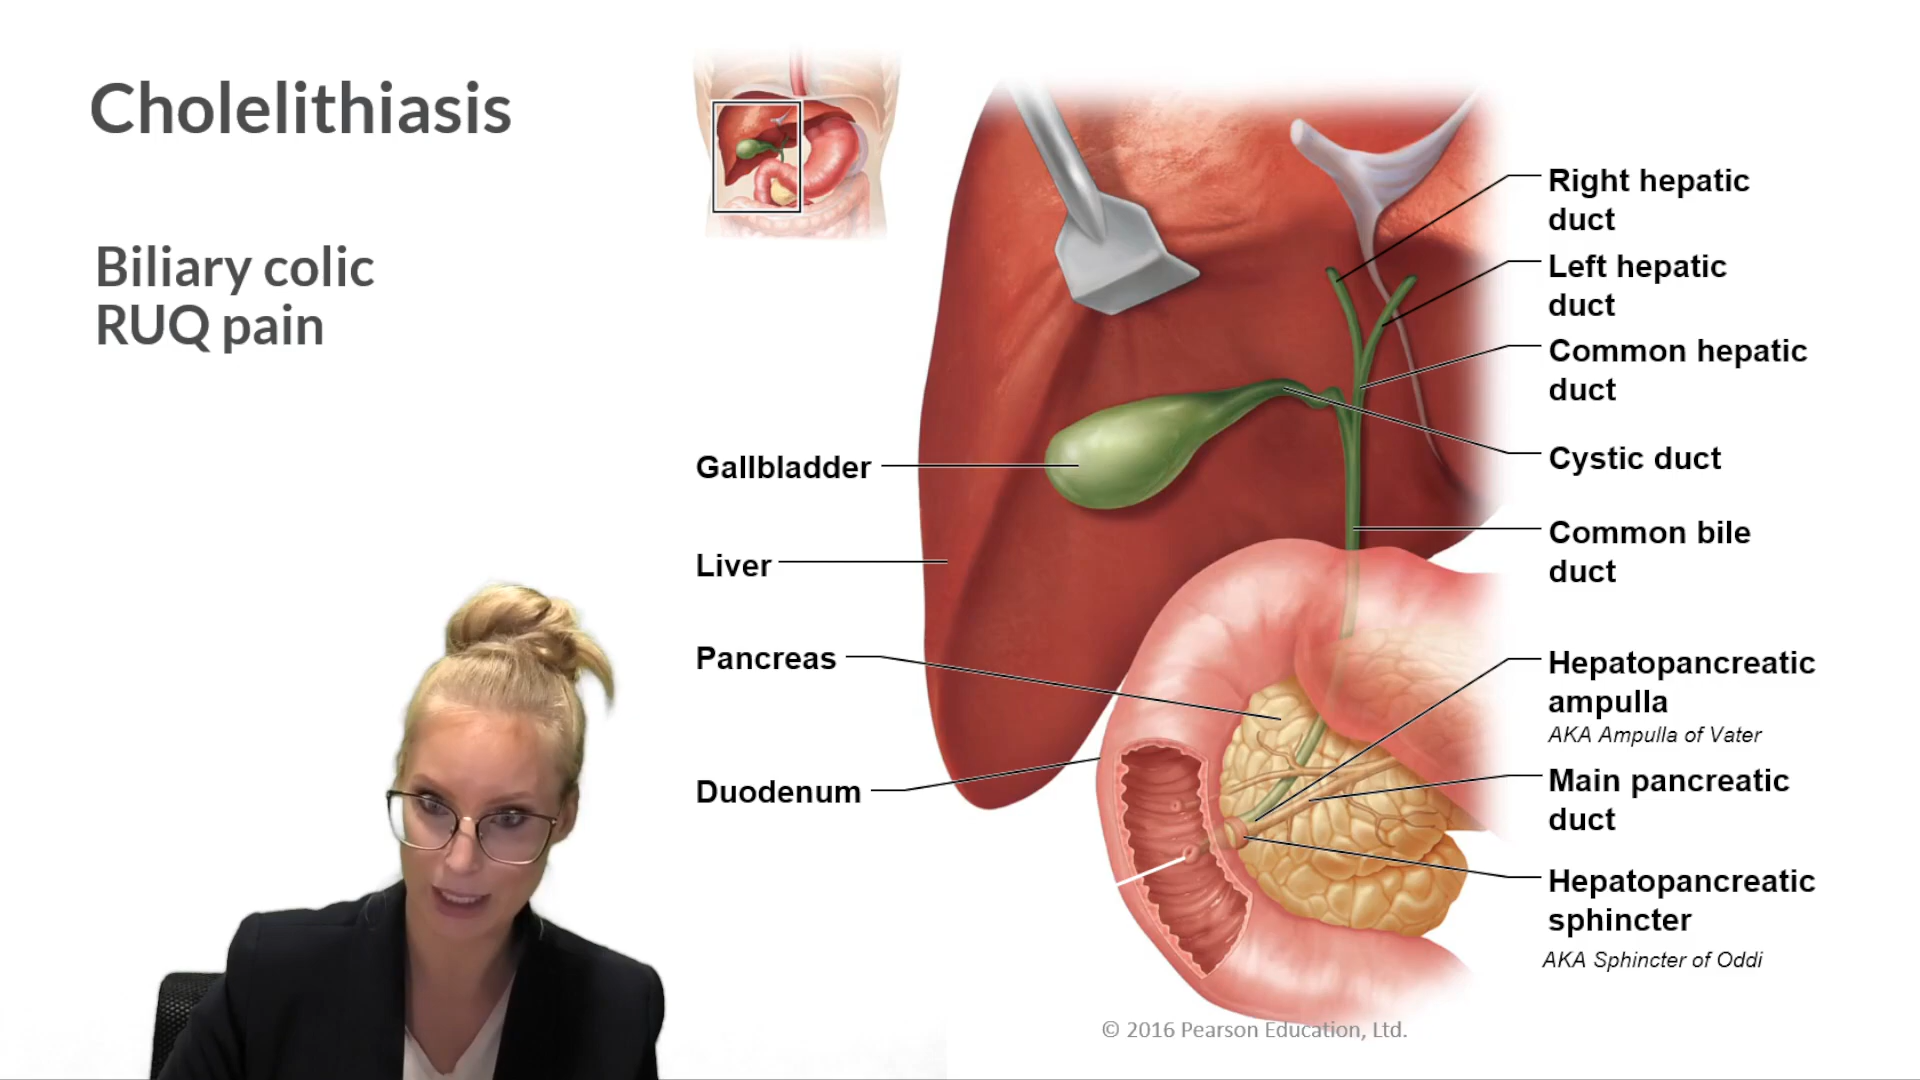 Cholelithiasis
Biliary colic
RUQ pain
Gallbladder
Liver
Pancreas
Duodenum
Right hepatic
duct
Left hepatic
duct
Common hepatic
duct
Cystic duct
Common bile
duct
Hepatopancreatic
ampulla
AKA Ampulla of Vater
Main pancreatic
duct
Hepatopancreatic
sphincter
AKA Sphincter of Oddi
© 2016 Pearson Education, Ltd.